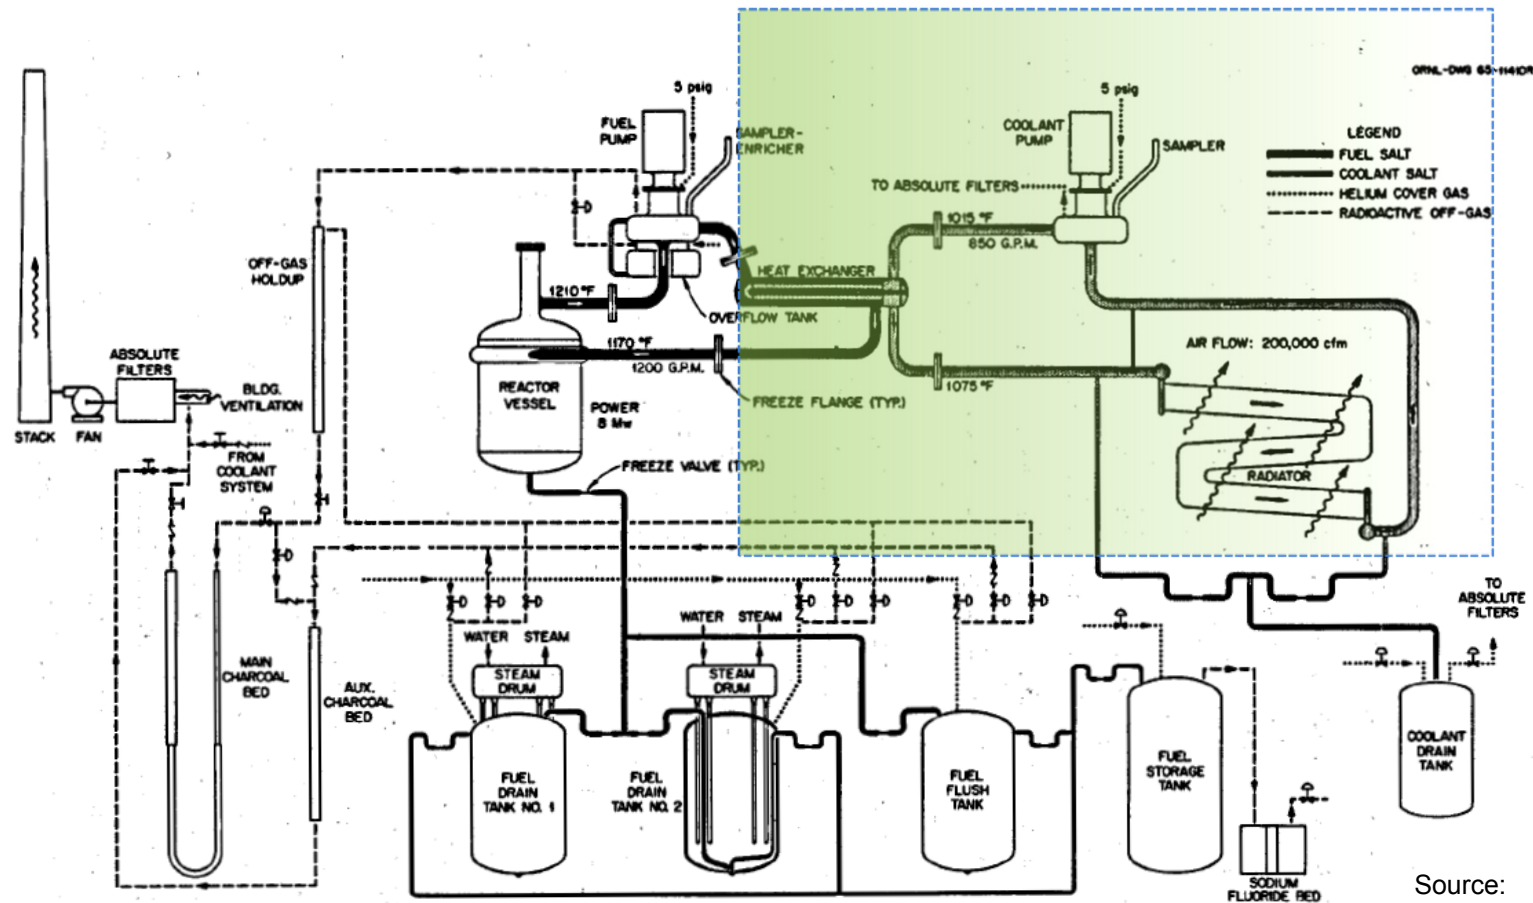 ORNL-DWG 65-11410R
5 psig
FUEL
PUMP
SAMPLER-
ENRICHER
5 psig
COOLANT
PUMP
SAMPLER
LEGEND
FUEL SALT
COOLANT SALT
HELIUM COVER GAS
RADIOACTIVE OFF-GAS
TO ABSOLUTE FILTERS
1015 °F
850 G.P.M.
OFF-GAS
HOLDUP
1210 °F
HEAT EXCHANGER
OVERFLOW TANK
1170 °F
1200 G.P.M.
AIR FLOW: 200,000 cfm
ABSOLUTE
FILTERS
BLDG.
VENTILATION
REACTOR
VESSEL
POWER
8 Mw
1075 °F
FREEZE FLANGE (TYP.)
STACK
FAN
FROM
COOLANT
SYSTEM
FREEZE VALVE (TYP.)
RADIATOR
TO
ABSOLUTE
FILTERS
WATER
STEAM
STEAM
DRUM
WATER
STEAM
STEAM
DRUM
MAIN
CHARCOAL
BED
AUX.
CHARCOAL
BED
FUEL
DRAIN
TANK NO. 1
FUEL
DRAIN
TANK NO. 2
FUEL
FLUSH
TANK
FUEL
STORAGE
TANK
COOLANT
DRAIN
TANK
SODIUM
FLUORIDE BED
Source: